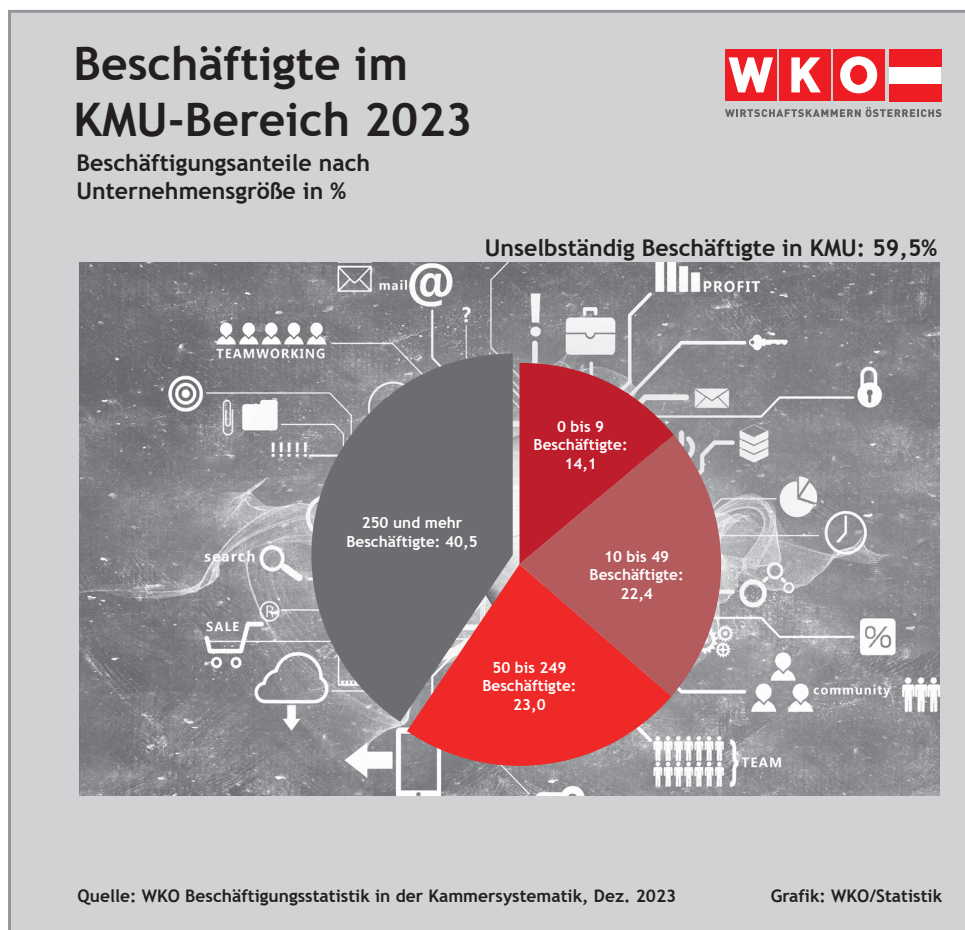 Beschäftigte im
KMU-Bereich 2023
Beschäftigungsanteile nach
Unternehmensgröße in %
WKO
WIRTSCHAFTSKAMMERN ÖSTERREICHS
Unselbständig Beschäftigte in KMU: 59,5%
mail @
PROFIT
?
!
TEAMWORKING
!!!!!
0 bis 9
Beschäftigte:
14,1
250 und mehr
Beschäftigte: 40,5
10 bis 49
Beschäftigte:
22,4
search
®
SALE
%
50 bis 249
Beschäftigte:
23,0
community
} TEAM
Quelle: WKO Beschäftigungsstatistik in der Kammersystematik, Dez. 2023
Grafik: WKO/Statistik